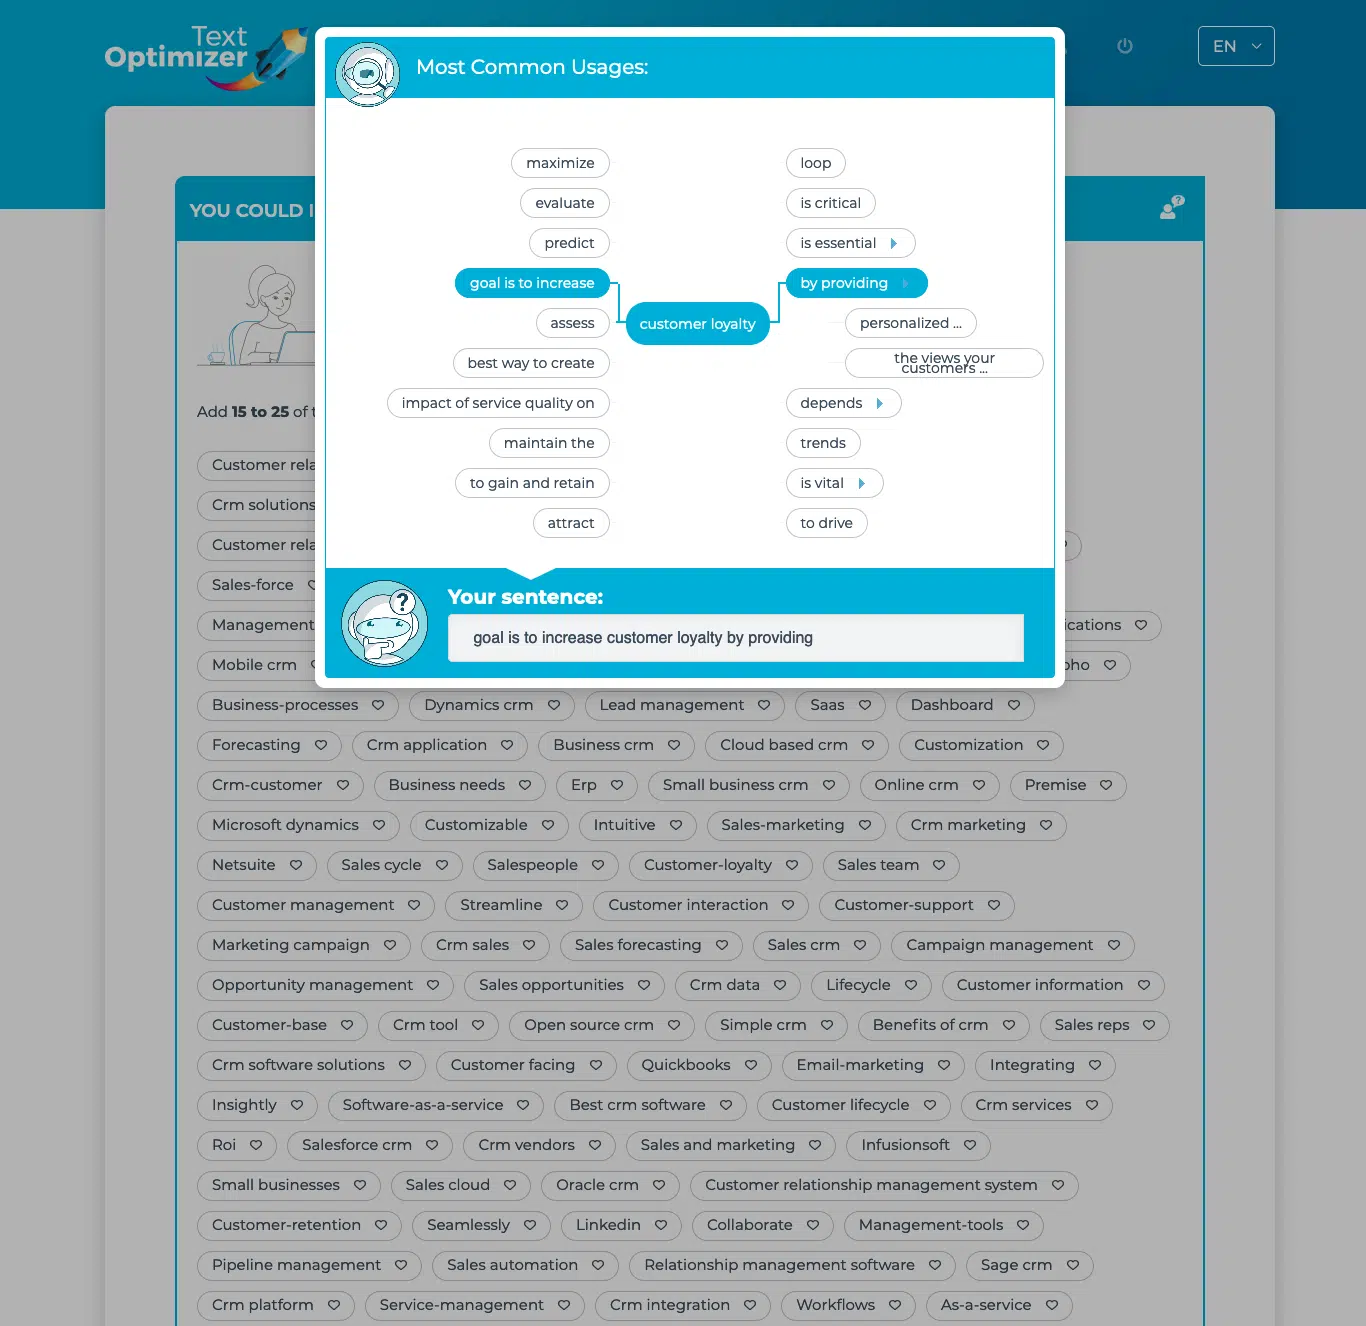 Text
Optimizer
EN
Most Common Usages:
maximize
evaluate
predict
goal is to increase
assess
best way to create
impact of service quality on
maintain the
to gain and retain
attract
customer loyalty
loop
is critical
is essential
by providing
personalized ...
the views your
customers ...
depends
trends
is vital
to drive
?
Your sentence:
goal is to increase customer loyalty by providing
YOU COULD I
?
Add 15 to 25 of t
Customer rela
Crm solutions
Customer rela
Sales-force
Management
ications
Mobile crm
oho
Business-processes Dynamics crm Lead management Saas Dashboard
Forecasting Crm application Business crm Cloud based crm Customization
Crm-customer Business needs Erp Small business crm Online crm Premise
Microsoft dynamics Customizable Intuitive Sales-marketing Crm marketing
Netsuite Sales cycle Salespeople Customer-loyalty Sales team
Customer management Streamline Customer interaction Customer-support
Marketing campaign Crm sales Sales forecasting Sales crm Campaign management
Opportunity management Sales opportunities Crm data Lifecycle Customer information
Customer-base Crm tool Open source crm Simple crm Benefits of crm Sales reps
Crm software solutions Customer facing Quickbooks Email-marketing Integrating
Insightly Software-as-a-service Best crm software Customer lifecycle Crm services
Roi Salesforce crm Crm vendors Sales and marketing Infusionsoft
Small businesses Sales cloud Oracle crm Customer relationship management system
Customer-retention Seamlessly Linkedin Collaborate Management-tools
Pipeline management Sales automation Relationship management software Sage crm
Crm platform Service-management Crm integration Workflows As-a-service